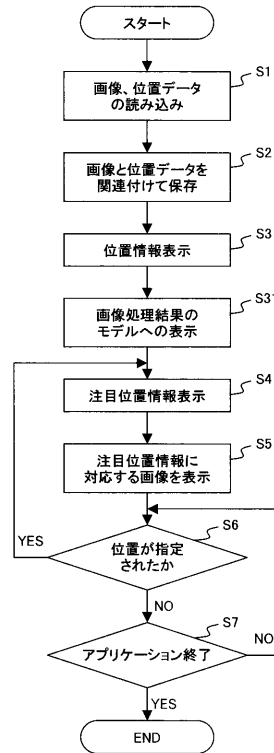 スタート
S1
画像、位置データ
の読み込み
S2
画像と位置データを
関連付けて保存
S3
位置情報表示
S31
画像処理結果の
モデルへの表示
S4
注目位置情報表示
S5
注目位置情報に
対応する画像を表示
S6
位置が指定
されたか
YES
NO
S7
アプリケーション終了
NO
YES
END